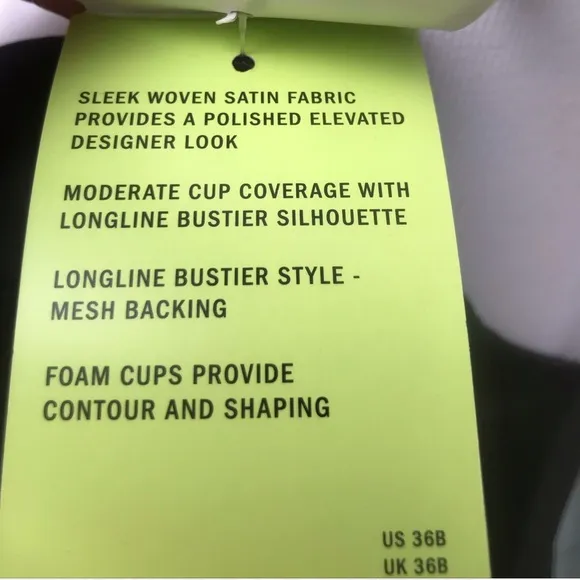 SLEEK WOVEN SATIN FABRIC
PROVIDES A POLISHED ELEVATED
DESIGNER LOOK
MODERATE CUP COVERAGE WITH
LONGLINE BUSTIER SILHOUETTE
LONGLINE BUSTIER STYLE -
MESH BACKING
FOAM CUPS PROVIDE
CONTOUR AND SHAPING
US 36B
UK 36B